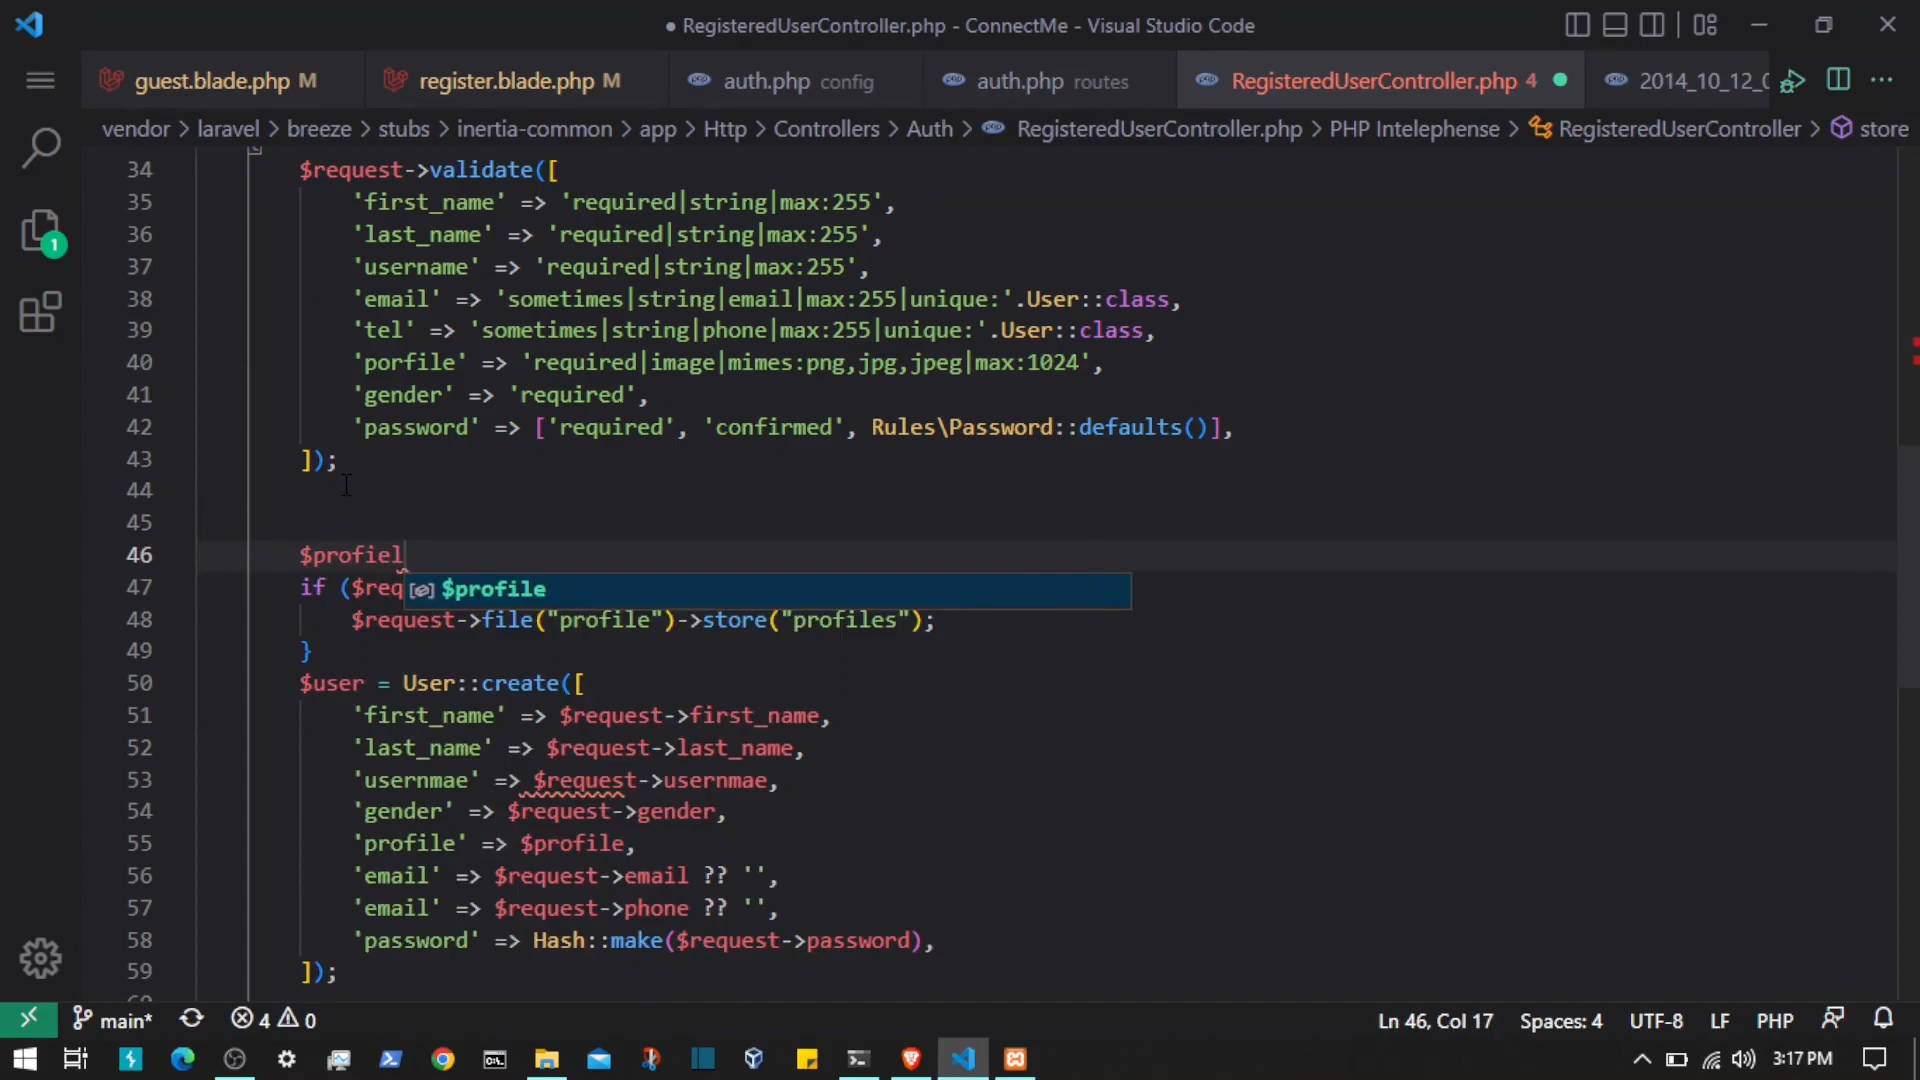 ● RegisteredUserController.php - ConnectMe - Visual Studio Code
guest.blade.php M register.blade.php M auth.php config auth.php routes RegisteredUserController.php 4 2014_10_12_0
vendor > laravel > breeze > stubs > inertia-common > app > Http > Controllers > Auth > RegisteredUserController.php > PHP Intelephense > RegisteredUserController > store
34 $request->validate([
35 'first_name' => 'required|string|max:255',
36 'last_name' => 'required|string|max:255',
37 'username' => 'required|string|max:255',
38 'email' => 'sometimes|string|email|max:255|unique:'.User::class,
39 'tel' => 'sometimes|string|phone|max:255|unique:'.User::class,
40 'porfile' => 'required|image|mimes:png,jpg,jpeg|max:1024',
41 'gender' => 'required',
42 'password' => ['required', 'confirmed', Rules\Password::defaults()],
43 ]);
44
45
46 $profiel
47 if ($req $profile
48 $request->file("profile")->store("profiles");
49 }
50 $user = User::create([
51 'first_name' => $request->first_name,
52 'last_name' => $request->last_name,
53 'usernmae' => $request->usernmae,
54 'gender' => $request->gender,
55 'profile' => $profile,
56 'email' => $request->email ?? '',
57 'email' => $request->phone ?? '',
58 'password' => Hash::make($request->password),
59 ]);
60
1
main* 4 0 Ln 46, Col 17 Spaces: 4 UTF-8 LF PHP
3:17 PM